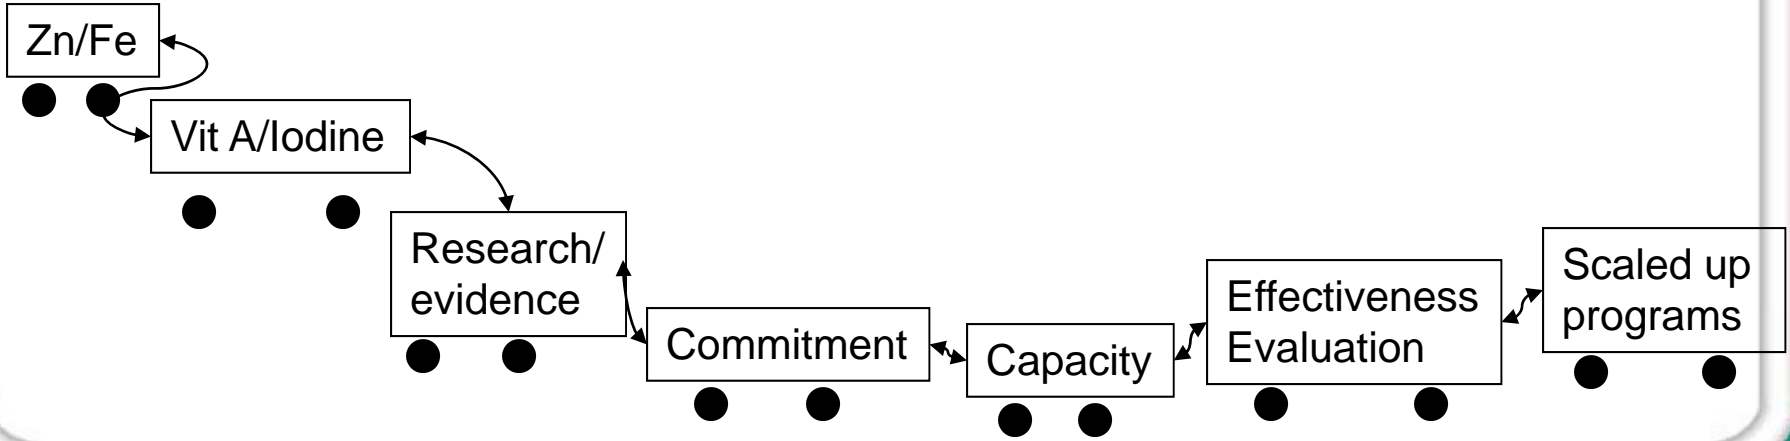 Zn/Fe
Vit A/Iodine
Research/
evidence
Commitment
Capacity
Effectiveness
Evaluation
Scaled up
programs